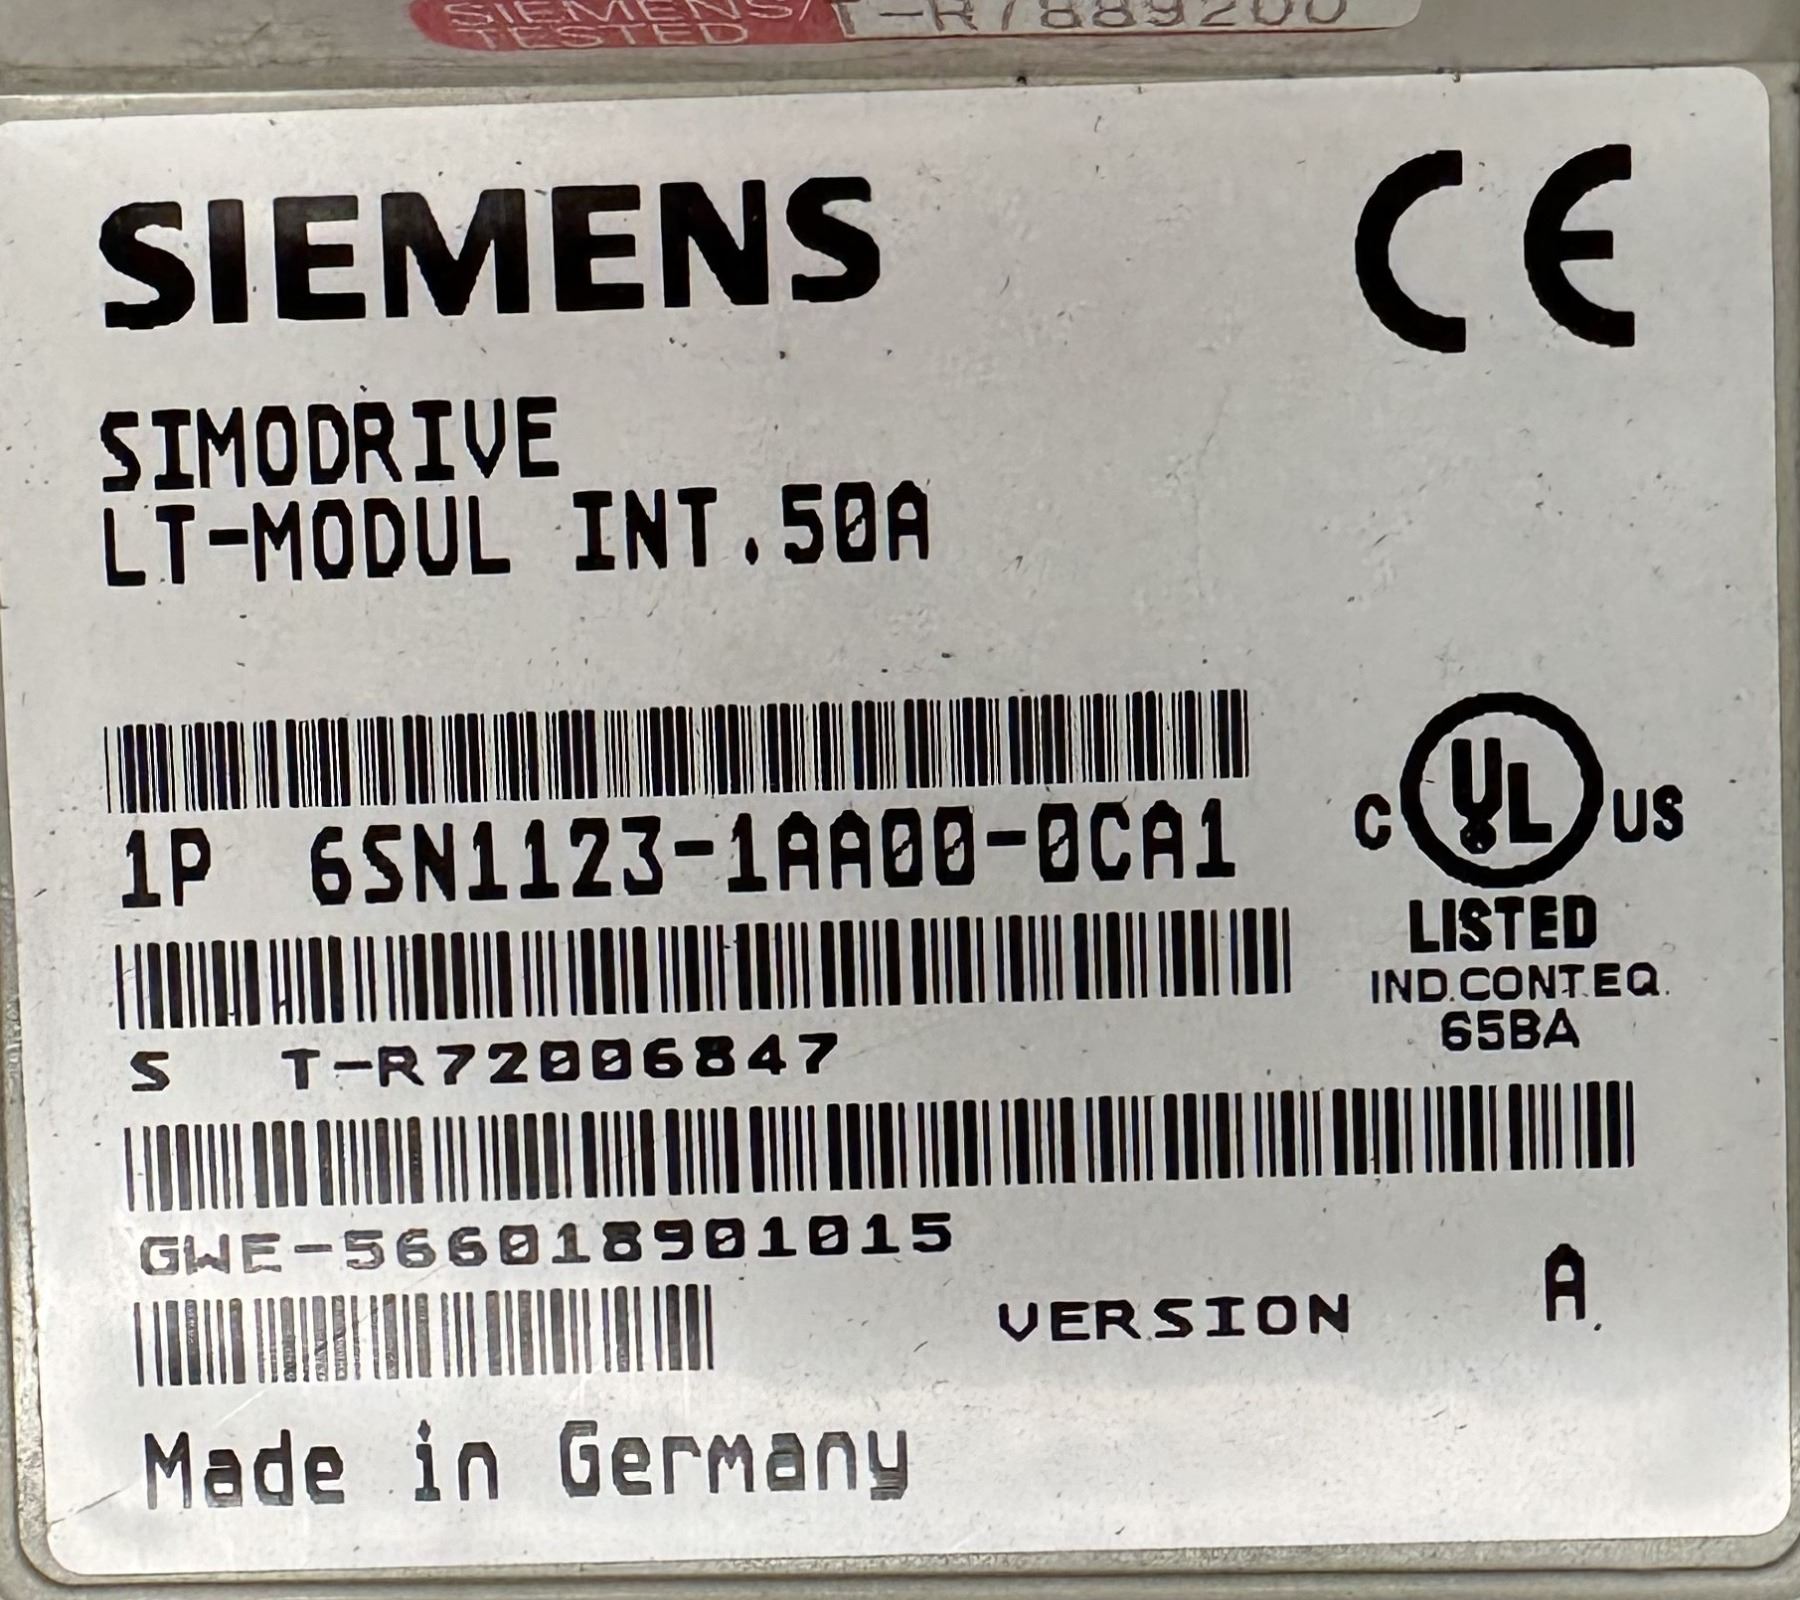 SIEMENS/ T-R7889200
TESTED
SIEMENS CE
SIMODRIVE
LT-MODUL INT.50A
1P 6SN1123-1AA00-0CA1
C UL US
LISTED
IND.CONT.EQ.
65BA
S T-R72006847
GWE-566018901015
VERSION A
Made in Germany